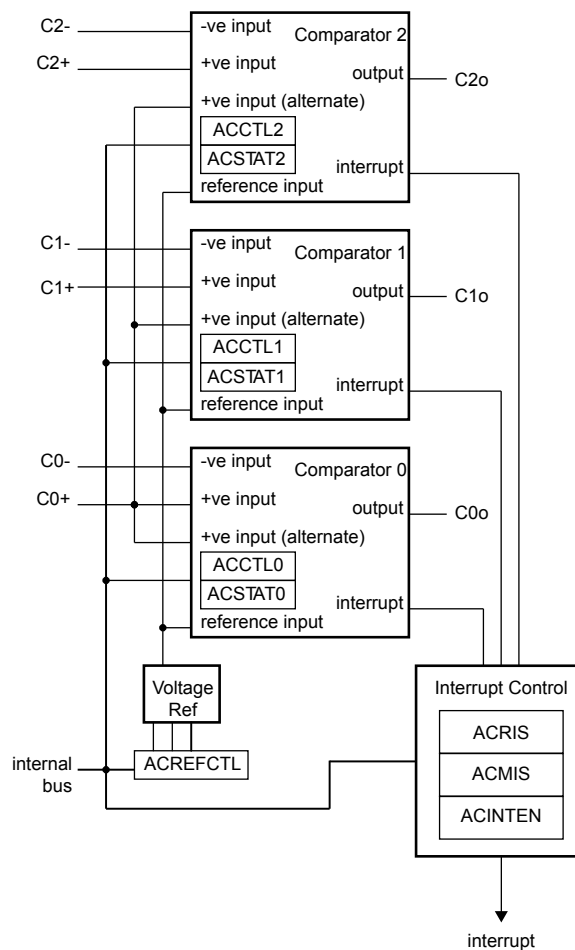 C2-
-ve input
Comparator 2
C2+
+ve input
output
C2o
+ve input (alternate)
ACCTL2
ACSTAT2
interrupt
reference input
C1-
-ve input
Comparator 1
C1+
+ve input
output
C1o
+ve input (alternate)
ACCTL1
ACSTAT1
interrupt
reference input
C0-
-ve input
Comparator 0
C0+
+ve input
output
C0o
+ve input (alternate)
ACCTL0
ACSTAT0
interrupt
reference input
Voltage
Ref
Interrupt Control
ACRIS
ACMIS
ACINTEN
internal
bus
ACREFCTL
interrupt